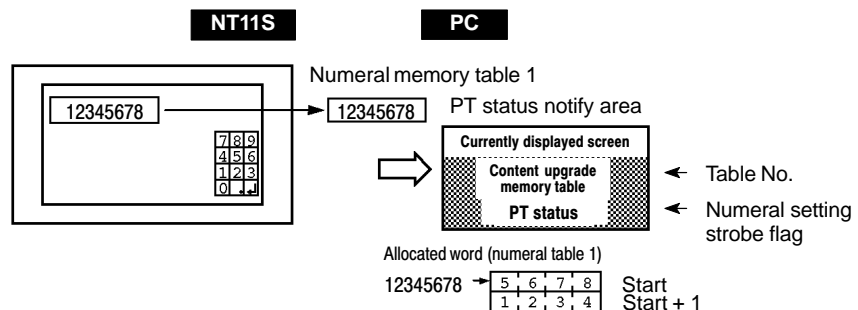 NT11S PC
Numeral memory table 1
12345678
12345678
PT status notify area
7 8 9
4 5 6
1 2 3
0 . ↲
Currently displayed screen
Content upgrade
memory table
PT status
Table No.
Numeral setting
strobe flag
Allocated word (numeral table 1)
12345678
5 6 7 8 Start
1 2 3 4 Start + 1